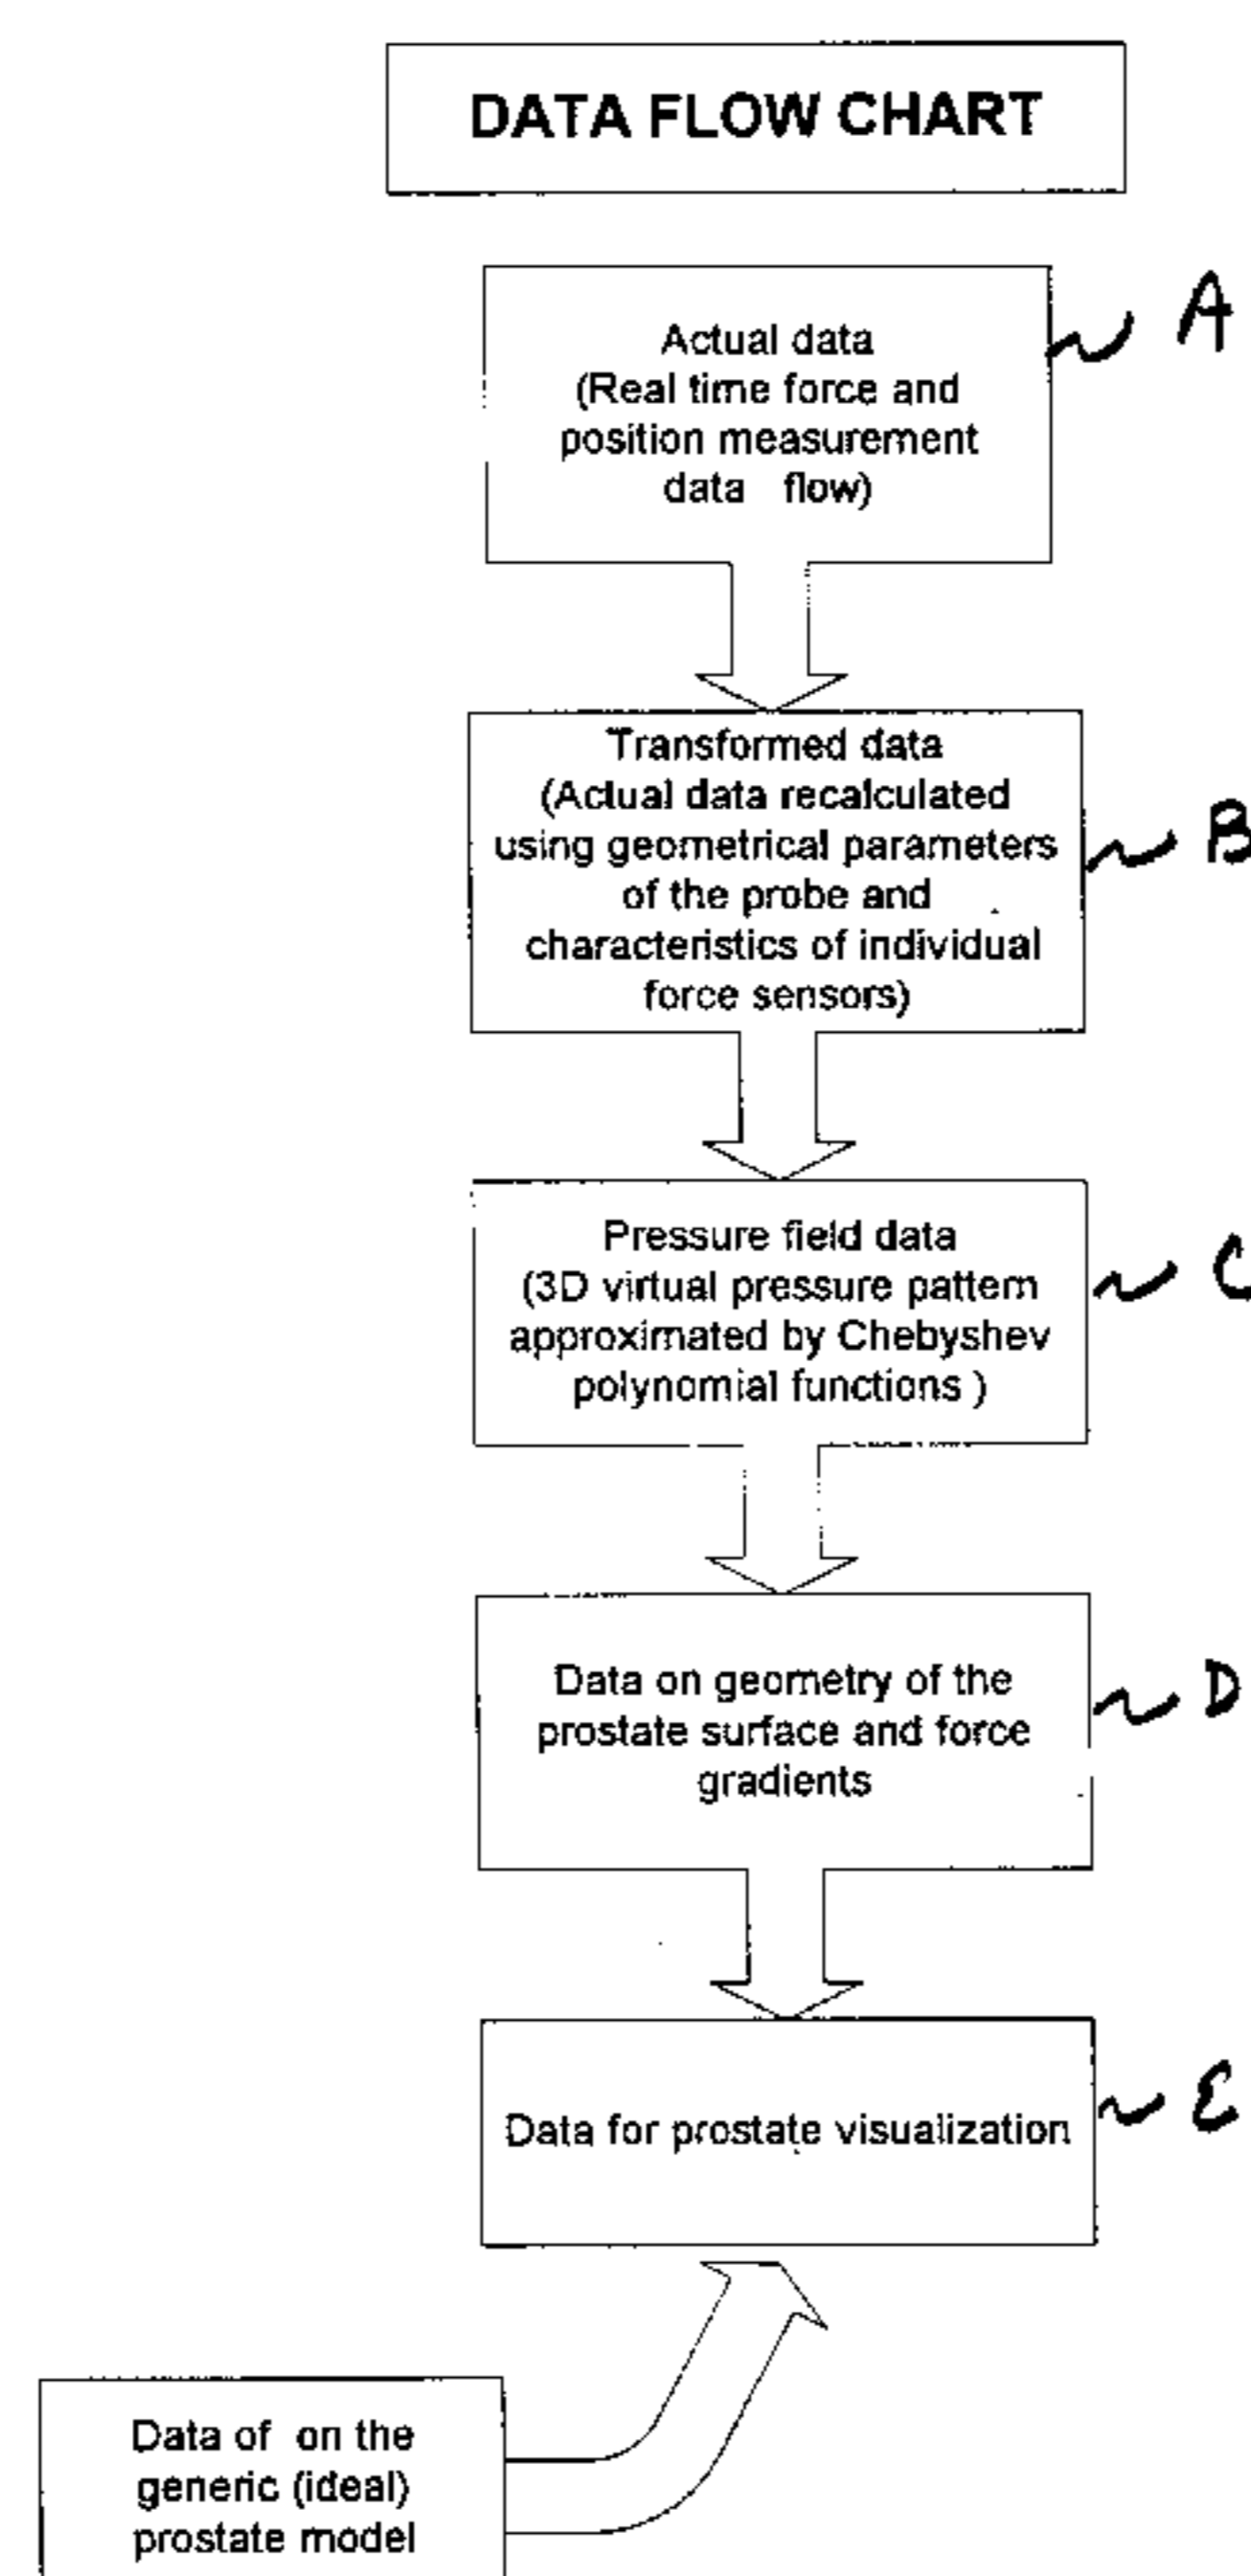 DATA FLOW CHART
Actual data
(Real time force and
position measurement
data flow)
A
Transformed data
(Actual data recalculated
using geometrical parameters
of the probe and
characteristics of individual
force sensors)
B
Pressure field data
(3D virtual pressure pattern
approximated by Chebyshev
polynomial functions )
C
Data on geometry of the
prostate surface and force
gradients
D
Data for prostate visualization
E
Data of on the
generic (ideal)
prostate model